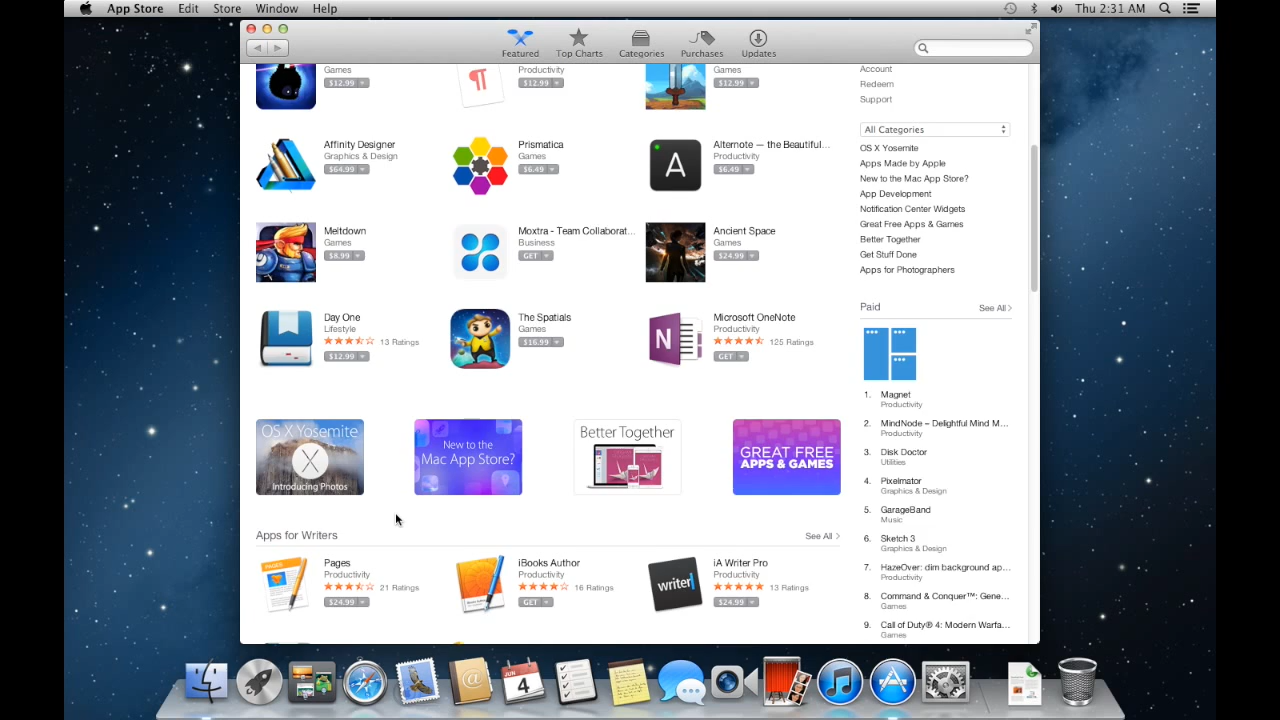 App Store Edit Store Window Help
Thu 2:31 AM
Featured Top Charts Categories Purchases Updates
Games
$12.99
Productivity
$12.99
Games
$12.99
Affinity Designer
Graphics & Design
$64.99
Prismatica
Games
$6.49
A
Alternote — the Beautiful...
Productivity
$6.49
Meltdown
Games
$8.99
Moxtra - Team Collaborat...
Business
GET
Ancient Space
Games
$24.99
Day One
Lifestyle
13 Ratings
$12.99
The Spatials
Games
$16.99
N
Microsoft OneNote
Productivity
125 Ratings
GET
OS X Yosemite
X
Introducing Photos
New to the
Mac App Store?
Better Together
GREAT FREE
APPS & GAMES
Apps for Writers
See All
PAGES
Pages
Productivity
21 Ratings
$24.99
iBooks Author
Productivity
16 Ratings
GET
writer
iA Writer Pro
Productivity
13 Ratings
$24.99
Account
Redeem
Support
All Categories
OS X Yosemite
Apps Made by Apple
New to the Mac App Store?
App Development
Notification Center Widgets
Great Free Apps & Games
Better Together
Get Stuff Done
Apps for Photographers
Paid
See All
1. Magnet
Productivity
2. MindNode – Delightful Mind M...
Productivity
3. Disk Doctor
Utilities
4. Pixelmator
Graphics & Design
5. GarageBand
Music
6. Sketch 3
Graphics & Design
7. HazeOver: dim background ap...
Productivity
8. Command & Conquer™: Gene...
Games
9. Call of Duty® 4: Modern Warfa...
Games
JUN
4